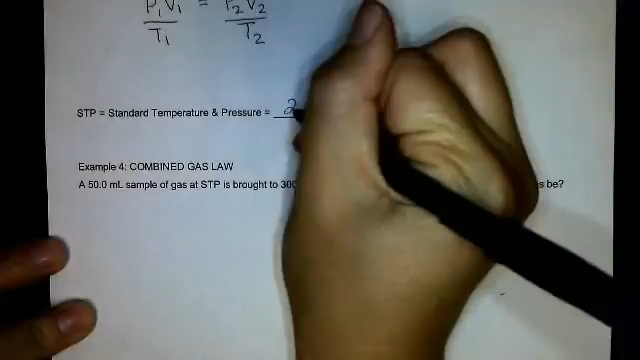 P₁V₁ = P₂V₂
T₁ T₂
STP = Standard Temperature & Pressure = 2
Example 4: COMBINED GAS LAW
A 50.0 mL sample of gas at STP is brought to 300 be?